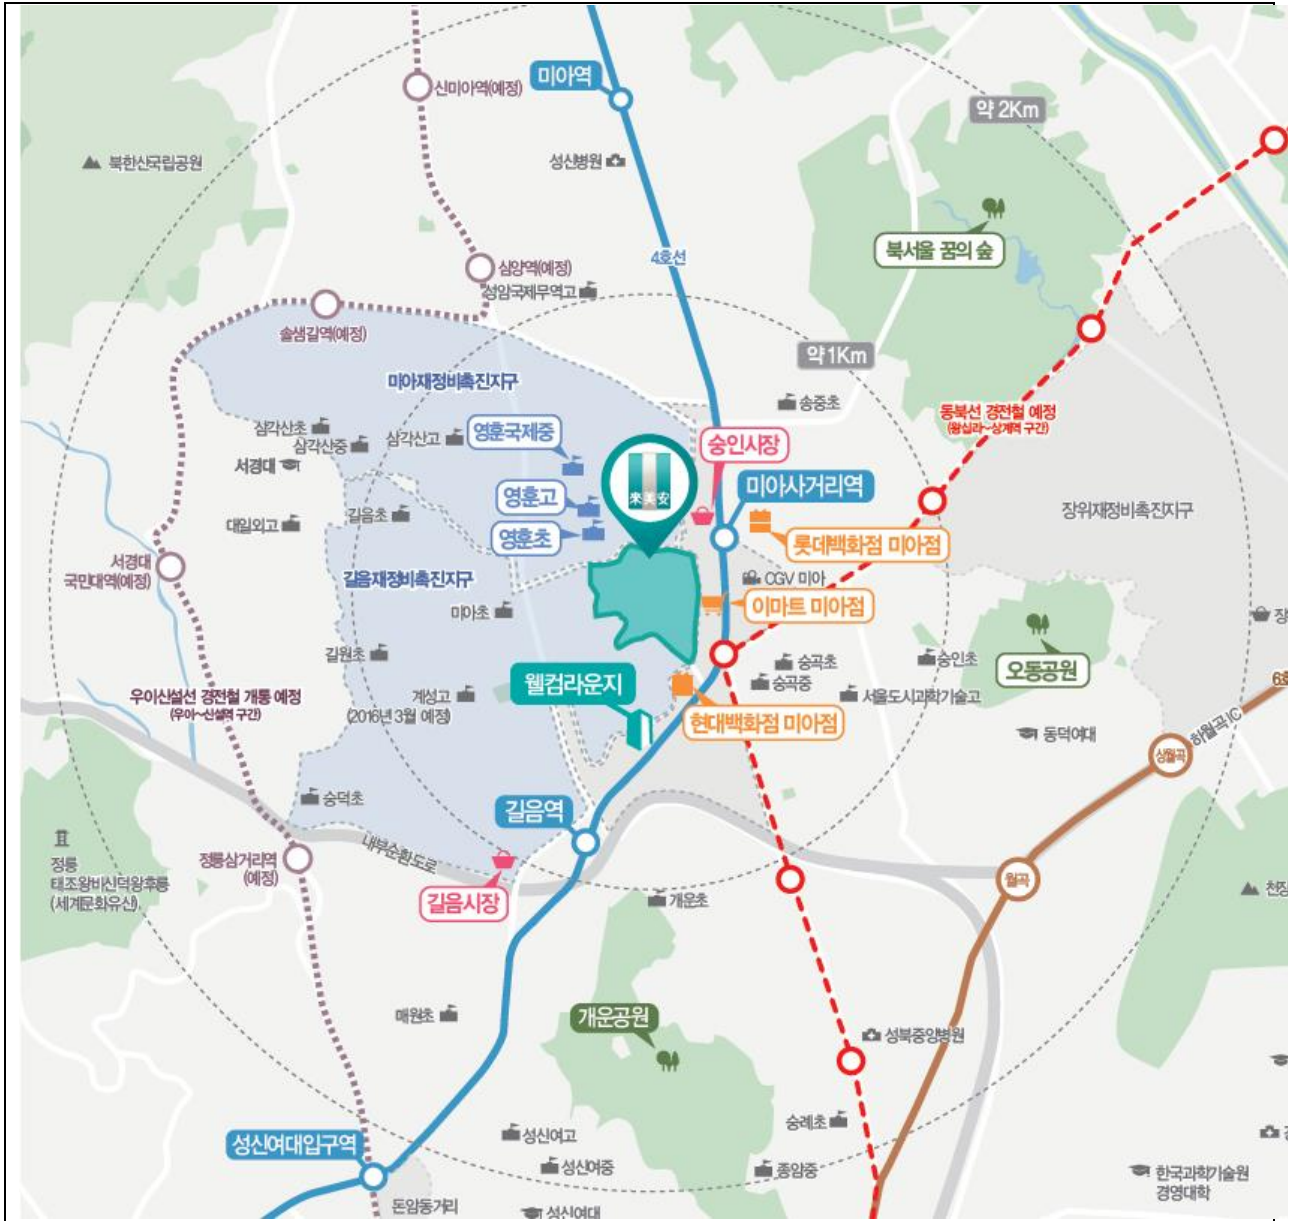 신미아역(예정)
미아역
약 2Km
북한산국립공원
성신병원
북서울 꿈의 숲
4호선
삼양역(예정)
성암국제무역고
솔샘길역(예정)
약 1Km
미아재정비촉진지구
송중초
동북선 경전철 예정
(왕십리~상계역 구간)
삼각산초
삼각산중
삼각산고
영훈국제중
숭인시장
서경대
來美安
미아사거리역
영훈고
길음초
대일외고
영훈초
롯데백화점 미아점
장위재정비촉진지구
서경대
국민대역(예정)
길음재정비촉진지구
CGV 미아
이마트 미아점
미아초
길원초
숭곡초
숭곡중
숭인초
오동공원
웰컴라운지
우이산설선 경전철 개통 예정
(우이~신설역 구간)
계성고
(2016년 3월 예정)
서울도시과학기술고
현대백화점 미아점
동덕여대
하월곡IC
상월곡
숭덕초
길음역
정릉
태조왕비신덕왕후릉
(세계문화유산)
정릉삼거리역
(예정)
내부순환도로
길음시장
월곡
개운초
매원초
개운공원
성북중앙병원
숭례초
성신여대입구역
성신여고
성신여중
종암중
한국과학기술원
경영대학
돈암동거리
성신여대